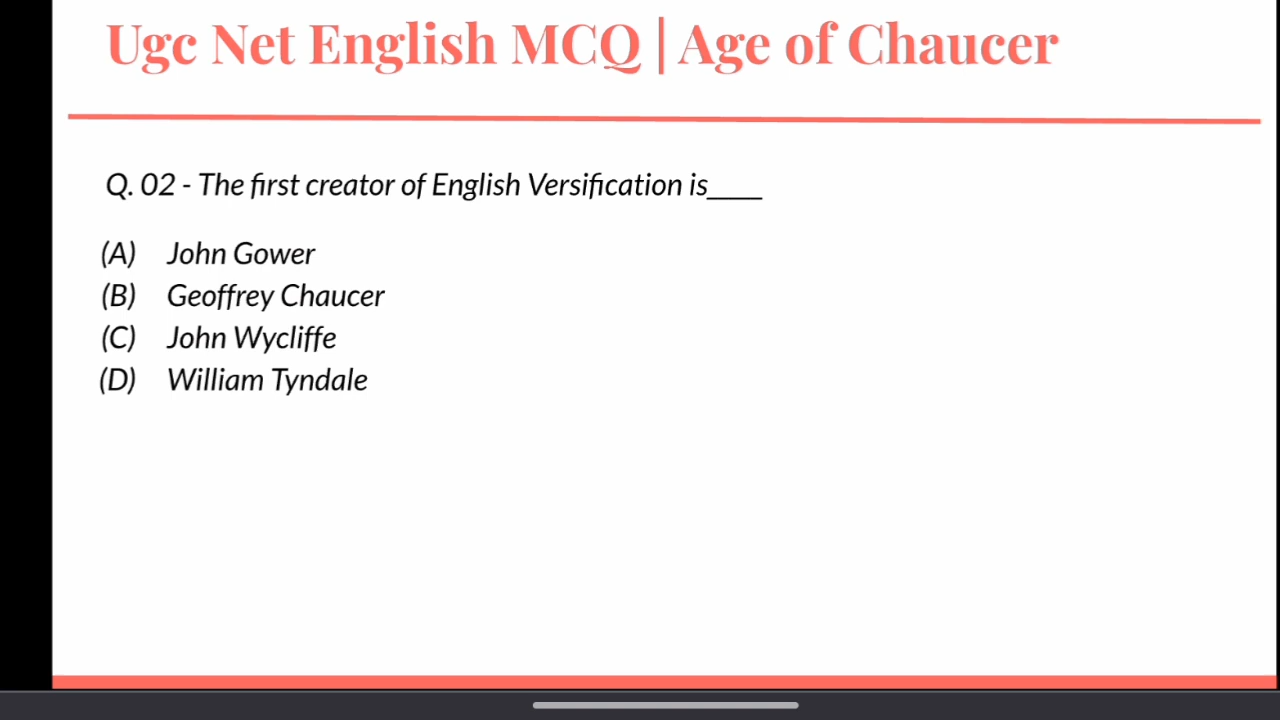 Ugc Net English MCQ | Age of Chaucer
Q. 02 - The first creator of English Versification is____
(A) John Gower
(B) Geoffrey Chaucer
(C) John Wycliffe
(D) William Tyndale